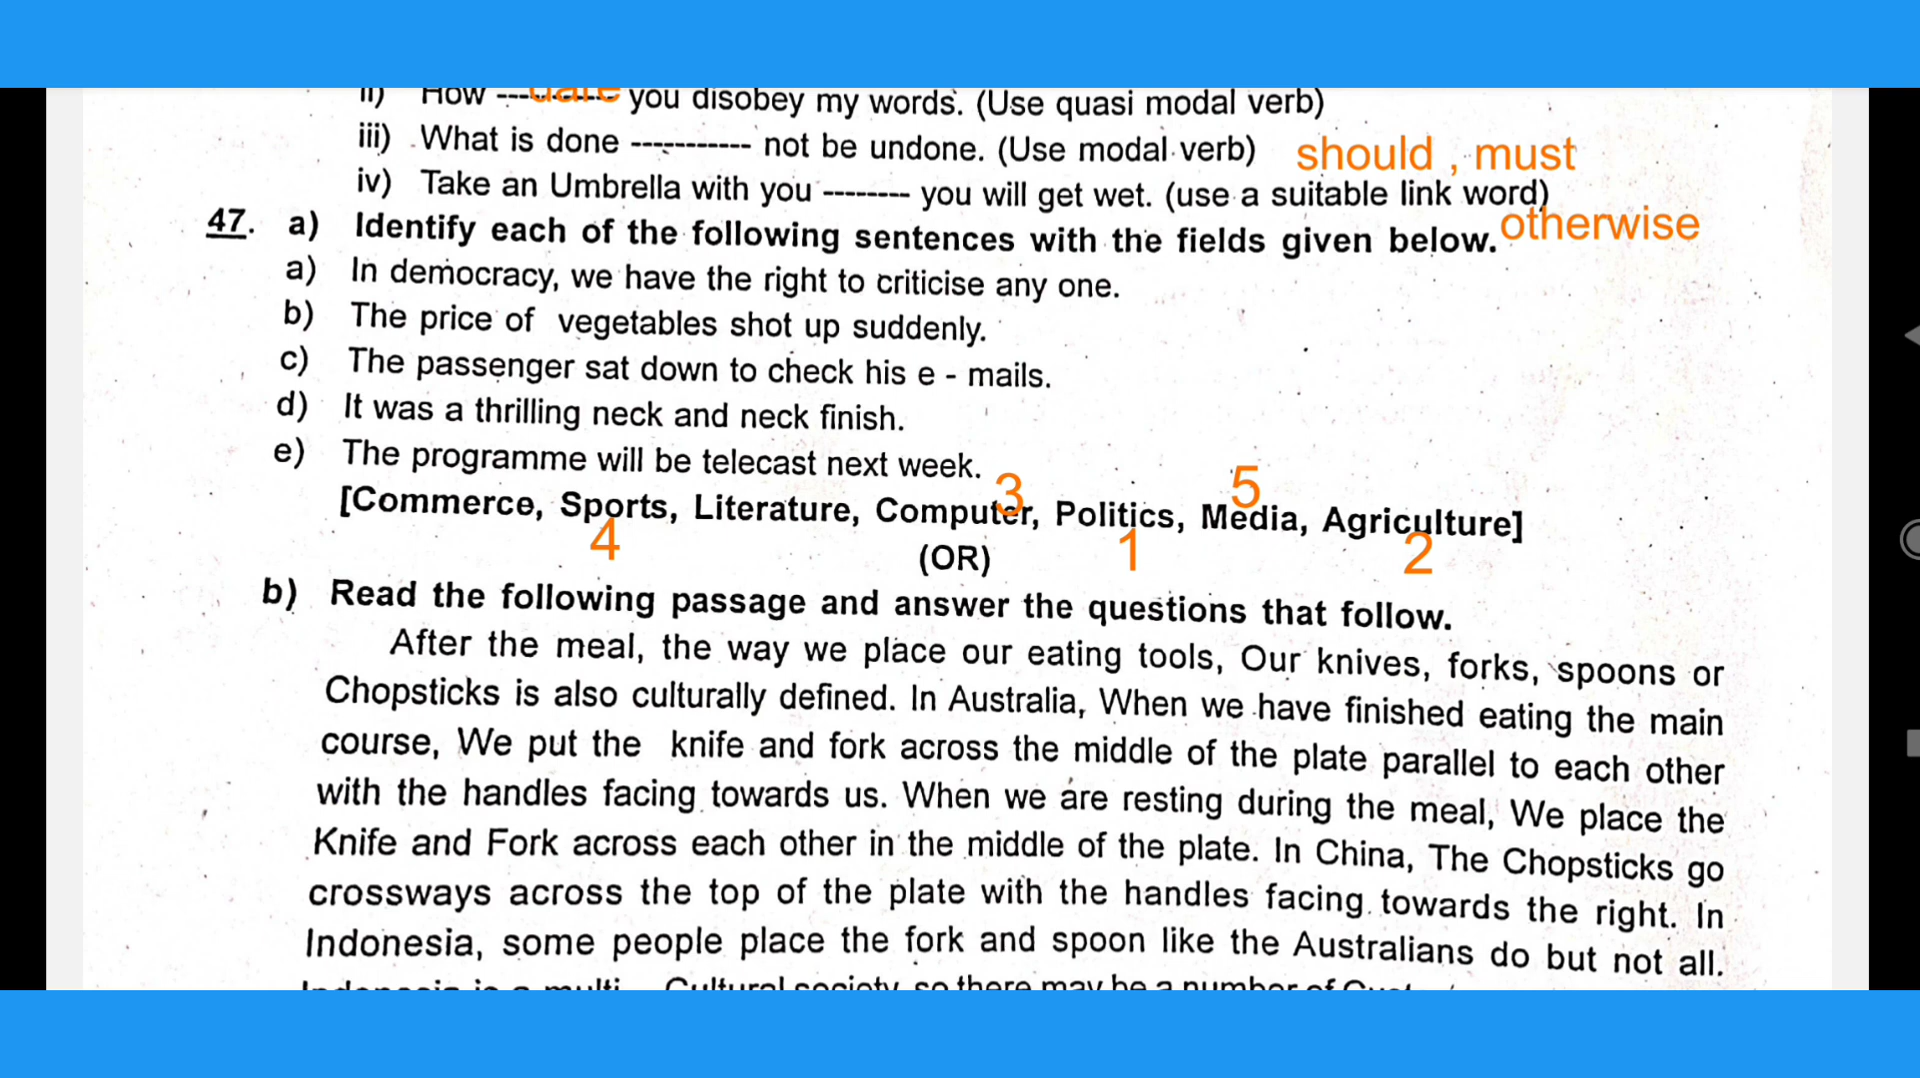 ii) How ---dare--- you disobey my words. (Use quasi modal verb)
iii) What is done ----------- not be undone. (Use modal verb) should , must
iv) Take an Umbrella with you -------- you will get wet. (use a suitable link word)
otherwise
47. a) Identify each of the following sentences with the fields given below.
a) In democracy, we have the right to criticise any one.
b) The price of vegetables shot up suddenly.
c) The passenger sat down to check his e - mails.
d) It was a thrilling neck and neck finish.
e) The programme will be telecast next week.
3 5
[Commerce, Sports, Literature, Computer, Politics, Media, Agriculture]
4 1 2
(OR)
b) Read the following passage and answer the questions that follow.
After the meal, the way we place our eating tools, Our knives, forks, spoons or
Chopsticks is also culturally defined. In Australia, When we have finished eating the main
course, We put the knife and fork across the middle of the plate parallel to each other
with the handles facing towards us. When we are resting during the meal, We place the
Knife and Fork across each other in the middle of the plate. In China, The Chopsticks go
crossways across the top of the plate with the handles facing towards the right. In
Indonesia, some people place the fork and spoon like the Australians do but not all.
Indonesia is a multi Cultural society, so there may be a number of